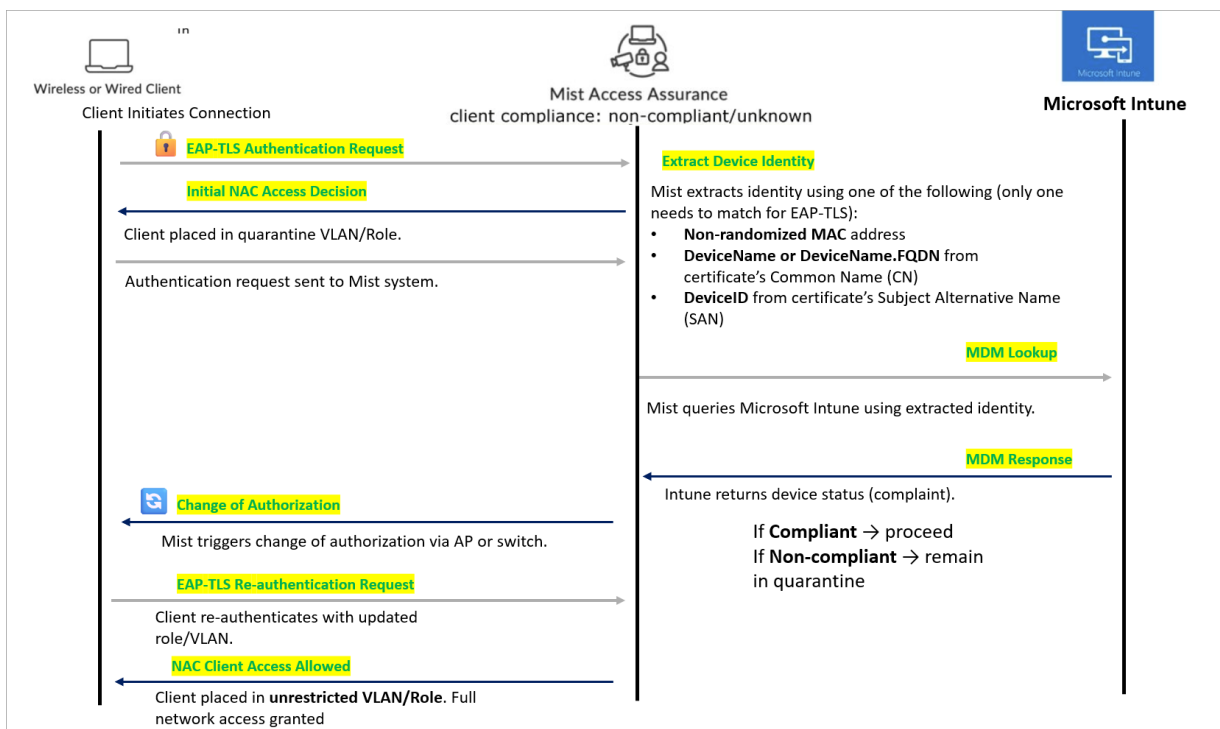 in
Wireless or Wired Client
Client Initiates Connection
Mist Access Assurance
client compliance: non-compliant/unknown
Microsoft Intune
Microsoft Intune
EAP-TLS Authentication Request
Initial NAC Access Decision
Client placed in quarantine VLAN/Role.
Authentication request sent to Mist system.
Extract Device Identity
Mist extracts identity using one of the following (only one
needs to match for EAP-TLS):
• Non-randomized MAC address
• DeviceName or DeviceName.FQDN from
certificate's Common Name (CN)
• DeviceID from certificate's Subject Alternative Name
(SAN)
MDM Lookup
Mist queries Microsoft Intune using extracted identity.
MDM Response
Intune returns device status (complaint).
If Compliant → proceed
If Non-compliant → remain
in quarantine
Change of Authorization
Mist triggers change of authorization via AP or switch.
EAP-TLS Re-authentication Request
Client re-authenticates with updated
role/VLAN.
NAC Client Access Allowed
Client placed in unrestricted VLAN/Role. Full
network access granted